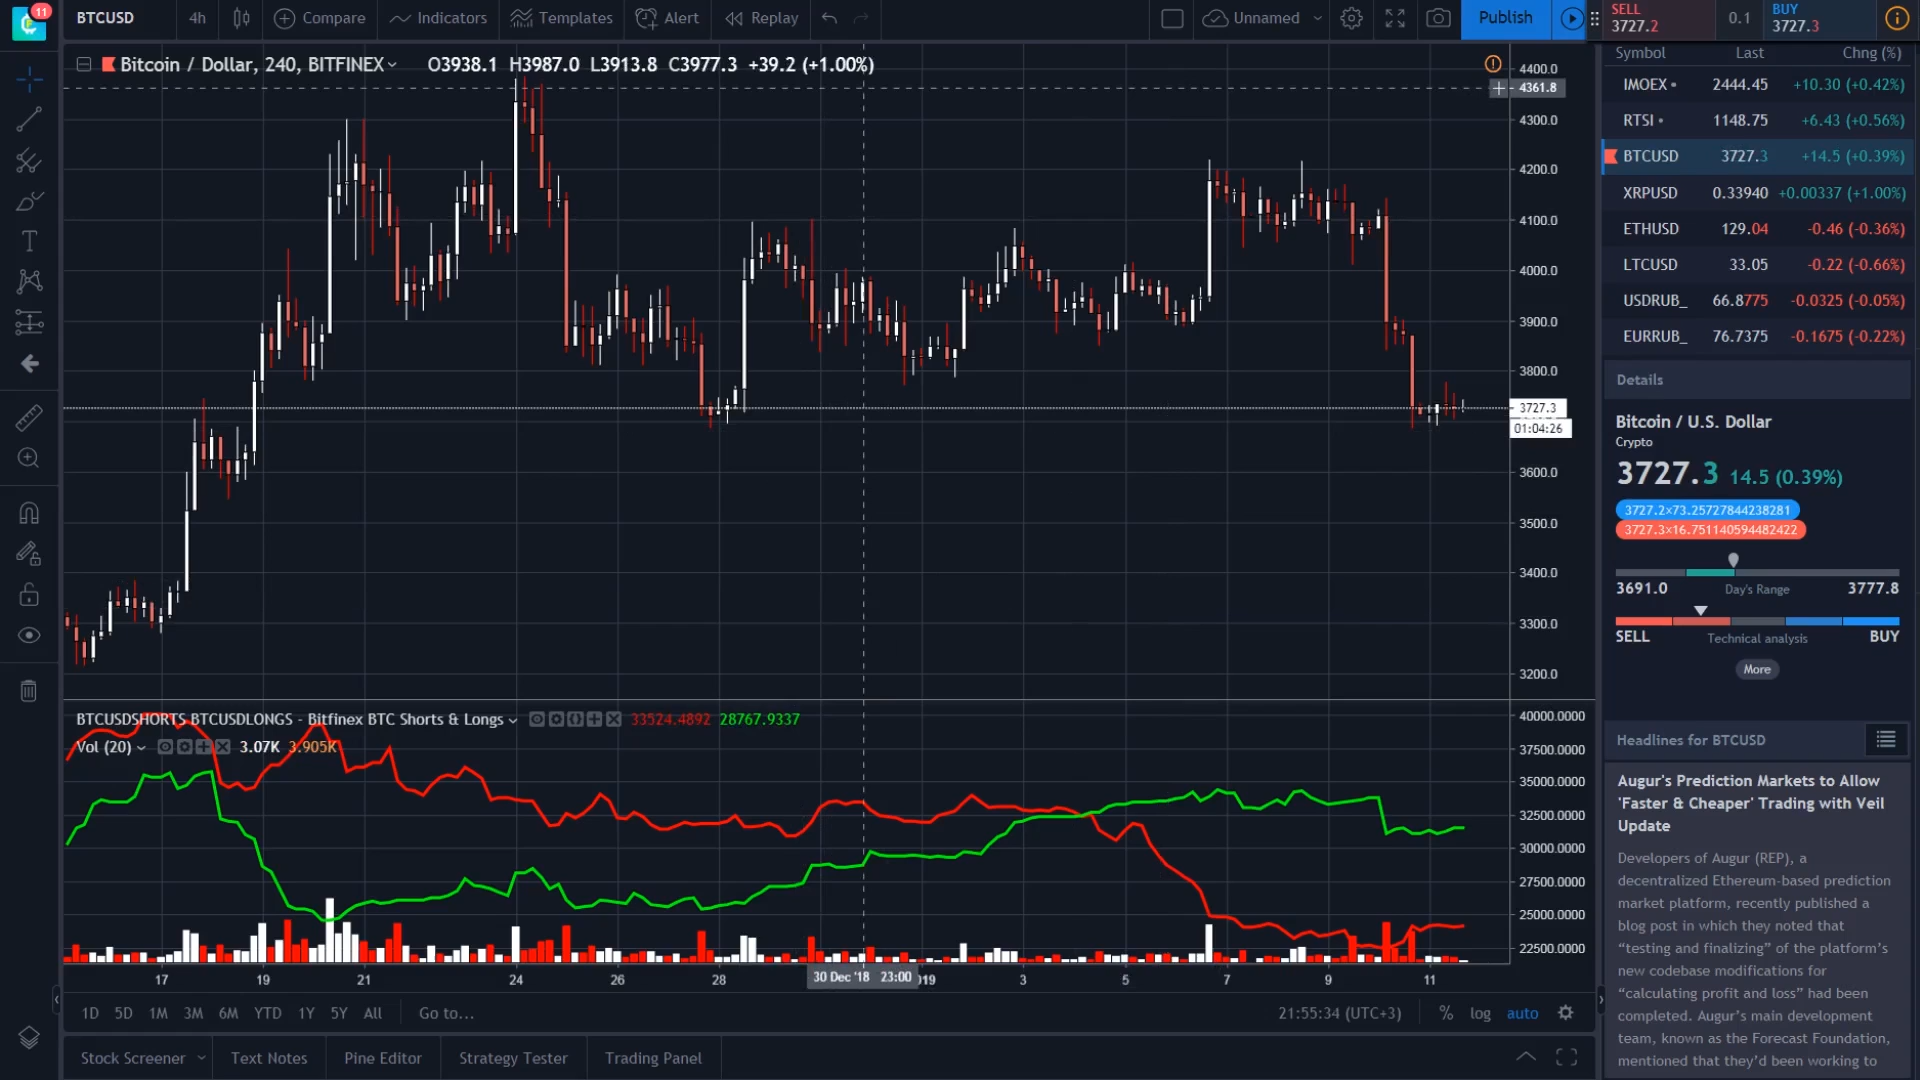 11
BTCUSD
4h
Compare
Indicators
Templates
Alert
Replay
Unnamed
Publish
SELL
3727.2
0.1
BUY
3727.3
Bitcoin / Dollar, 240, BITFINEX
O3938.1 H3987.0 L3913.8 C3977.3 +39.2 (+1.00%)
4400.0
4361.8
4300.0
4200.0
4100.0
4000.0
3900.0
3800.0
3727.3
01:04:26
3600.0
3500.0
3400.0
3300.0
3200.0
BTCUSDSHORTS BTCUSDLONGS - Bitfinex BTC Shorts & Longs
33524.4892 28767.9337
Vol (20)
3.07K 3.905K
40000.0000
37500.0000
35000.0000
32500.0000
30000.0000
27500.0000
25000.0000
22500.0000
17
19
21
24
26
28
30 Dec '18 23:00
019
3
5
7
9
11
1D 5D 1M 3M 6M YTD 1Y 5Y All
Go to...
21:55:34 (UTC+3)
% log auto
Stock Screener
Text Notes
Pine Editor
Strategy Tester
Trading Panel
Symbol Last Chng (%)
IMOEX 2444.45 +10.30 (+0.42%)
RTSI 1148.75 +6.43 (+0.56%)
BTCUSD 3727.3 +14.5 (+0.39%)
XRPUSD 0.33940 +0.00337 (+1.00%)
ETHUSD 129.04 -0.46 (-0.36%)
LTCUSD 33.05 -0.22 (-0.66%)
USDRUB_ 66.8775 -0.0325 (-0.05%)
EURRUB_ 76.7375 -0.1675 (-0.22%)
Details
Bitcoin / U.S. Dollar
Crypto
3727.3 14.5 (0.39%)
3727.2×73.25727844238281
3727.3×16.751140594482422
3691.0 Day's Range 3777.8
SELL Technical analysis BUY
More
Headlines for BTCUSD
Augur's Prediction Markets to Allow
'Faster & Cheaper' Trading with Veil
Update
Developers of Augur (REP), a
decentralized Ethereum-based prediction
market platform, recently published a
blog post in which they noted that
“testing and finalizing” of the platform’s
new codebase modifications for
“calculating profit and loss” had been
completed. Augur’s main development
team, known as the Forecast Foundation,
mentioned that they’d been working to